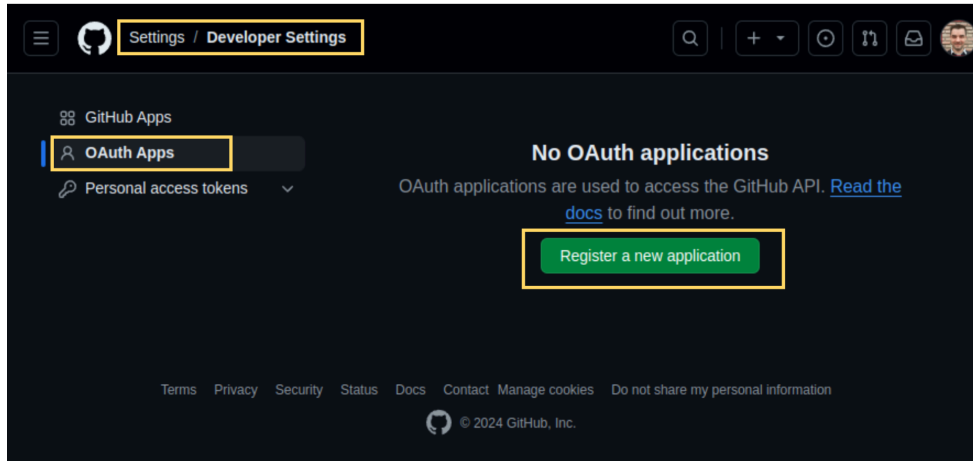 Settings / Developer Settings
GitHub Apps
OAuth Apps
Personal access tokens
No OAuth applications
OAuth applications are used to access the GitHub API. Read the
docs to find out more.
Register a new application
Terms Privacy Security Status Docs Contact Manage cookies Do not share my personal information
© 2024 GitHub, Inc.